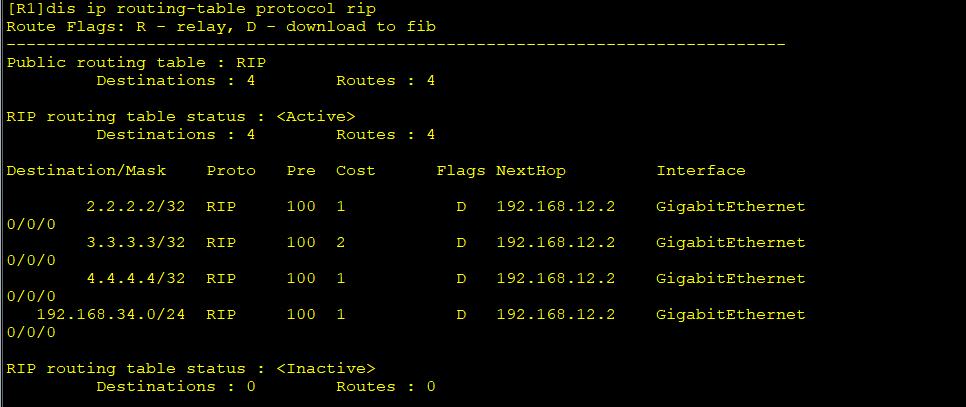 [R1]dis ip routing-table protocol rip
Route Flags: R - relay, D - download to fib
------------------------------------------------------------------------------
Public routing table : RIP
         Destinations : 4        Routes : 4

RIP routing table status : <Active>
         Destinations : 4        Routes : 4

Destination/Mask    Proto   Pre  Cost      Flags NextHop         Interface

        2.2.2.2/32  RIP     100  1           D   192.168.12.2    GigabitEthernet
0/0/0
        3.3.3.3/32  RIP     100  2           D   192.168.12.2    GigabitEthernet
0/0/0
        4.4.4.4/32  RIP     100  1           D   192.168.12.2    GigabitEthernet
0/0/0
   192.168.34.0/24  RIP     100  1           D   192.168.12.2    GigabitEthernet
0/0/0

RIP routing table status : <Inactive>
         Destinations : 0        Routes : 0